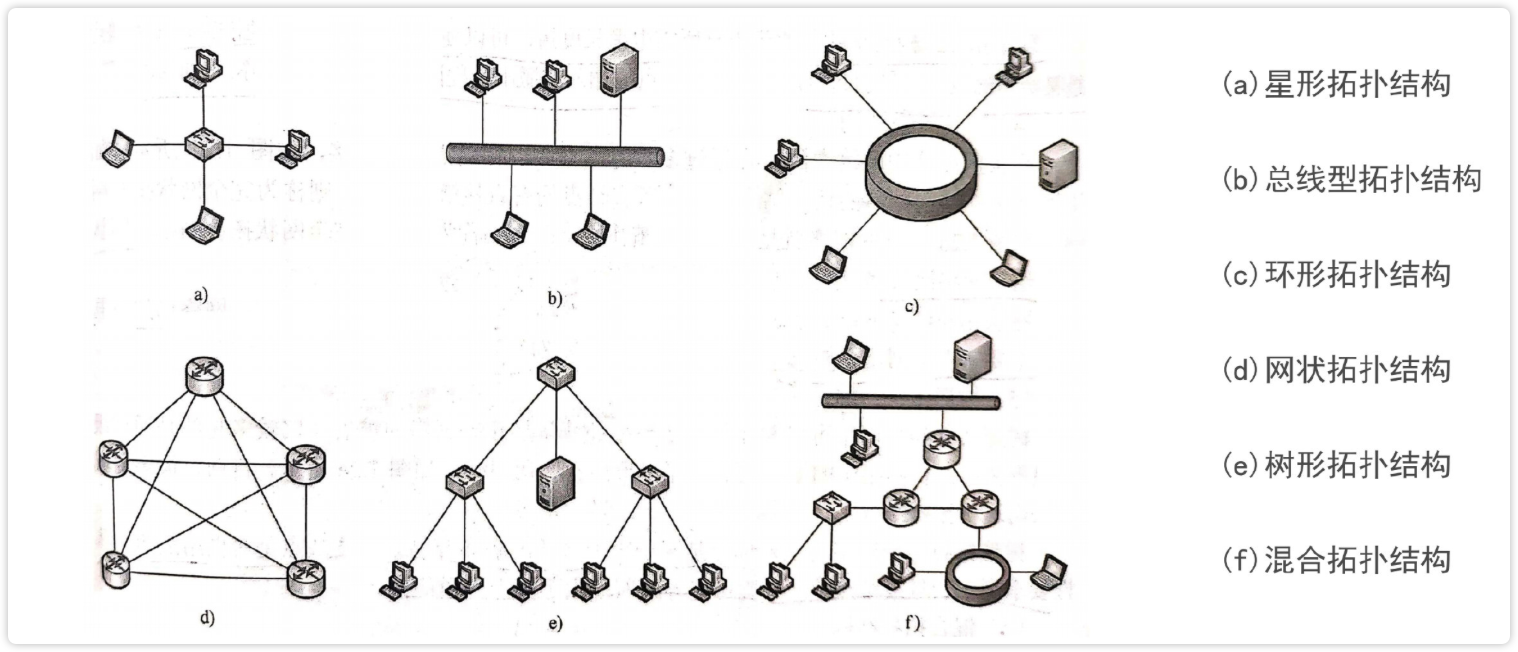 a)
b)
c)
d)
e)
f)
(a)星形拓扑结构
(b)总线型拓扑结构
(c)环形拓扑结构
(d)网状拓扑结构
(e)树形拓扑结构
(f)混合拓扑结构